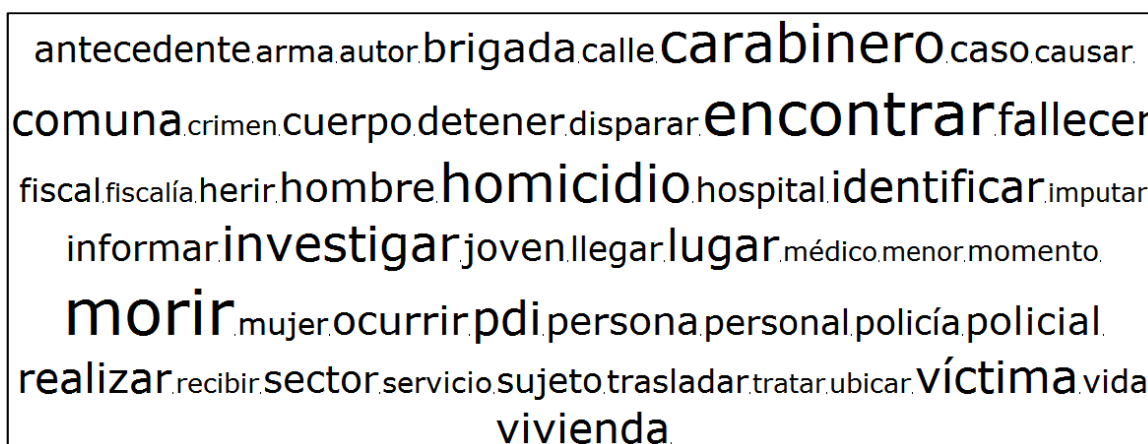 antecedente arma autor brigada calle carabinero caso causar
comuna crimen cuerpo detener disparar encontrar fallecer
fiscal fiscalía herir hombre homicidio hospital identificar imputar
informar investigar joven llegar lugar médico menor momento
morir mujer ocurrir pdi persona personal policía policial
realizar recibir sector servicio sujeto trasladar tratar ubicar víctima vida
vivienda